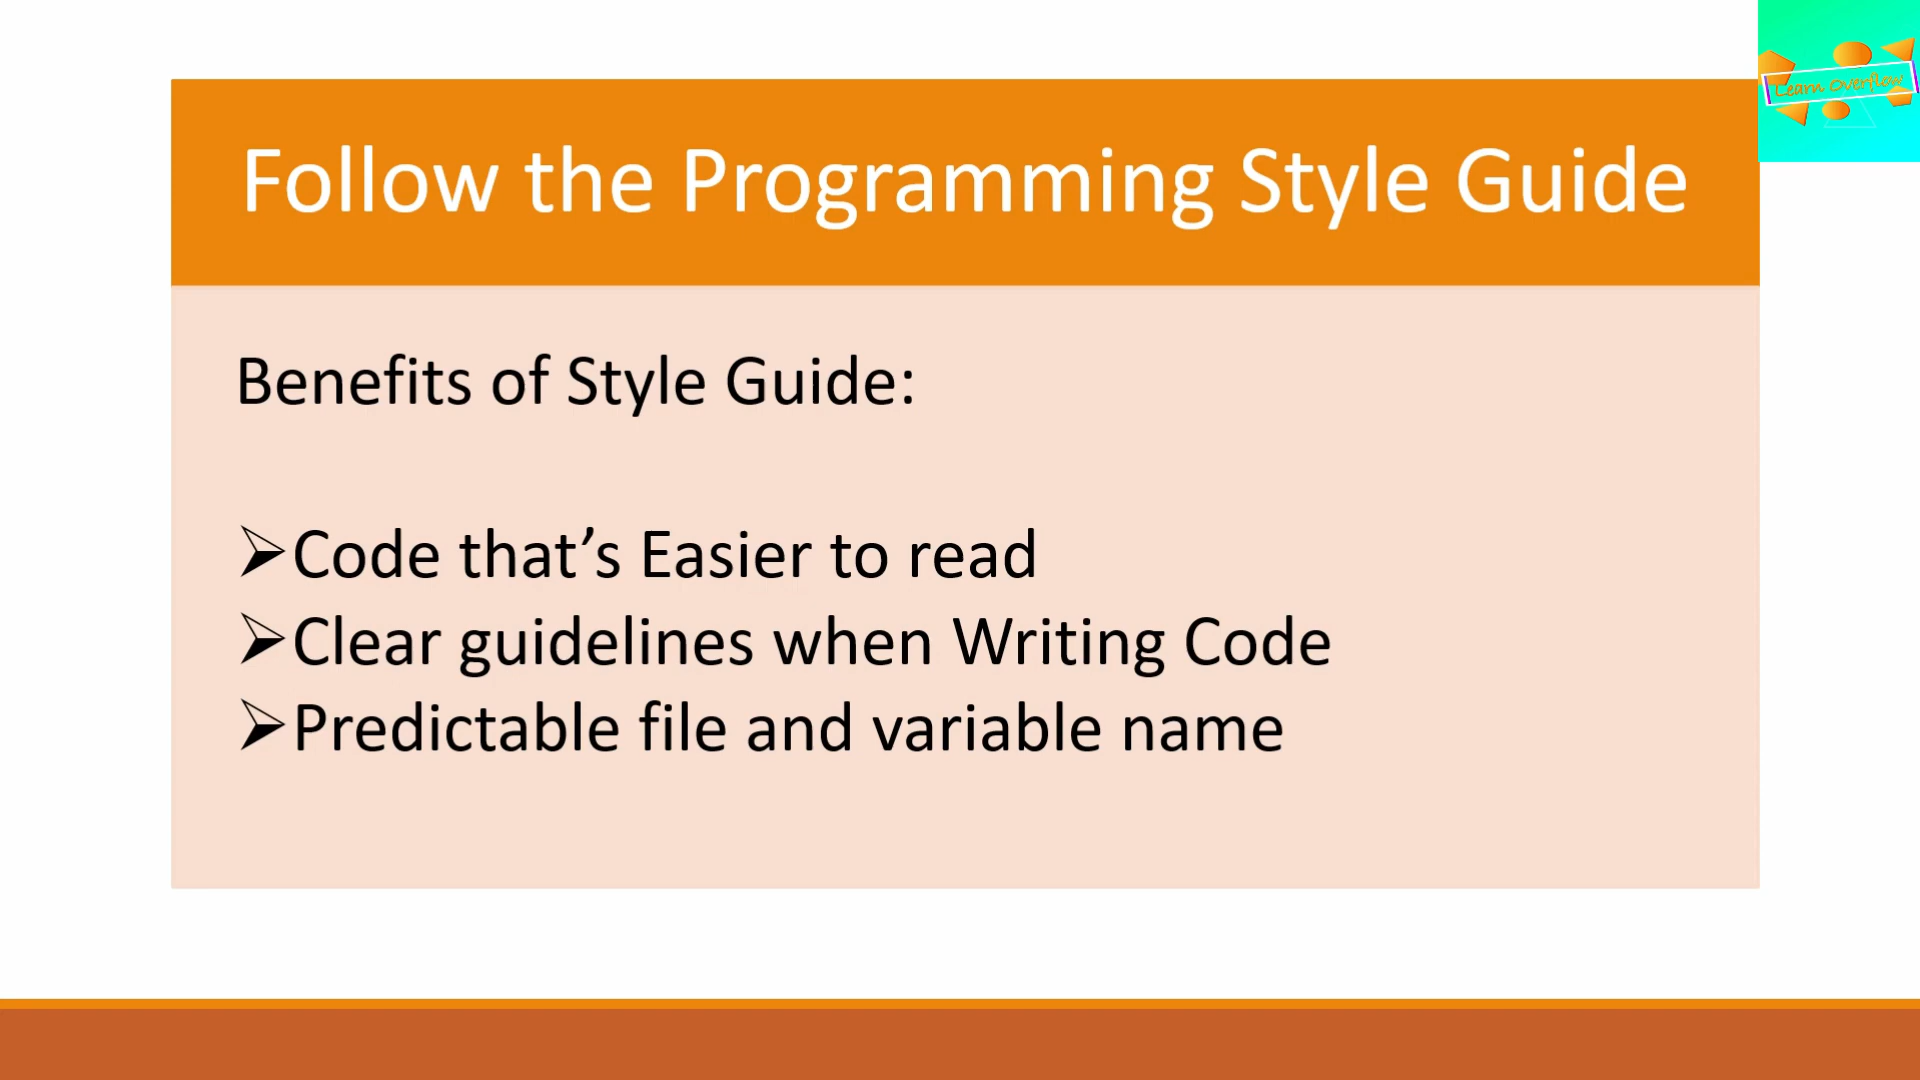 Learn Overflow
Follow the Programming Style Guide
Benefits of Style Guide:
➢Code that’s Easier to read
➢Clear guidelines when Writing Code
➢Predictable file and variable name